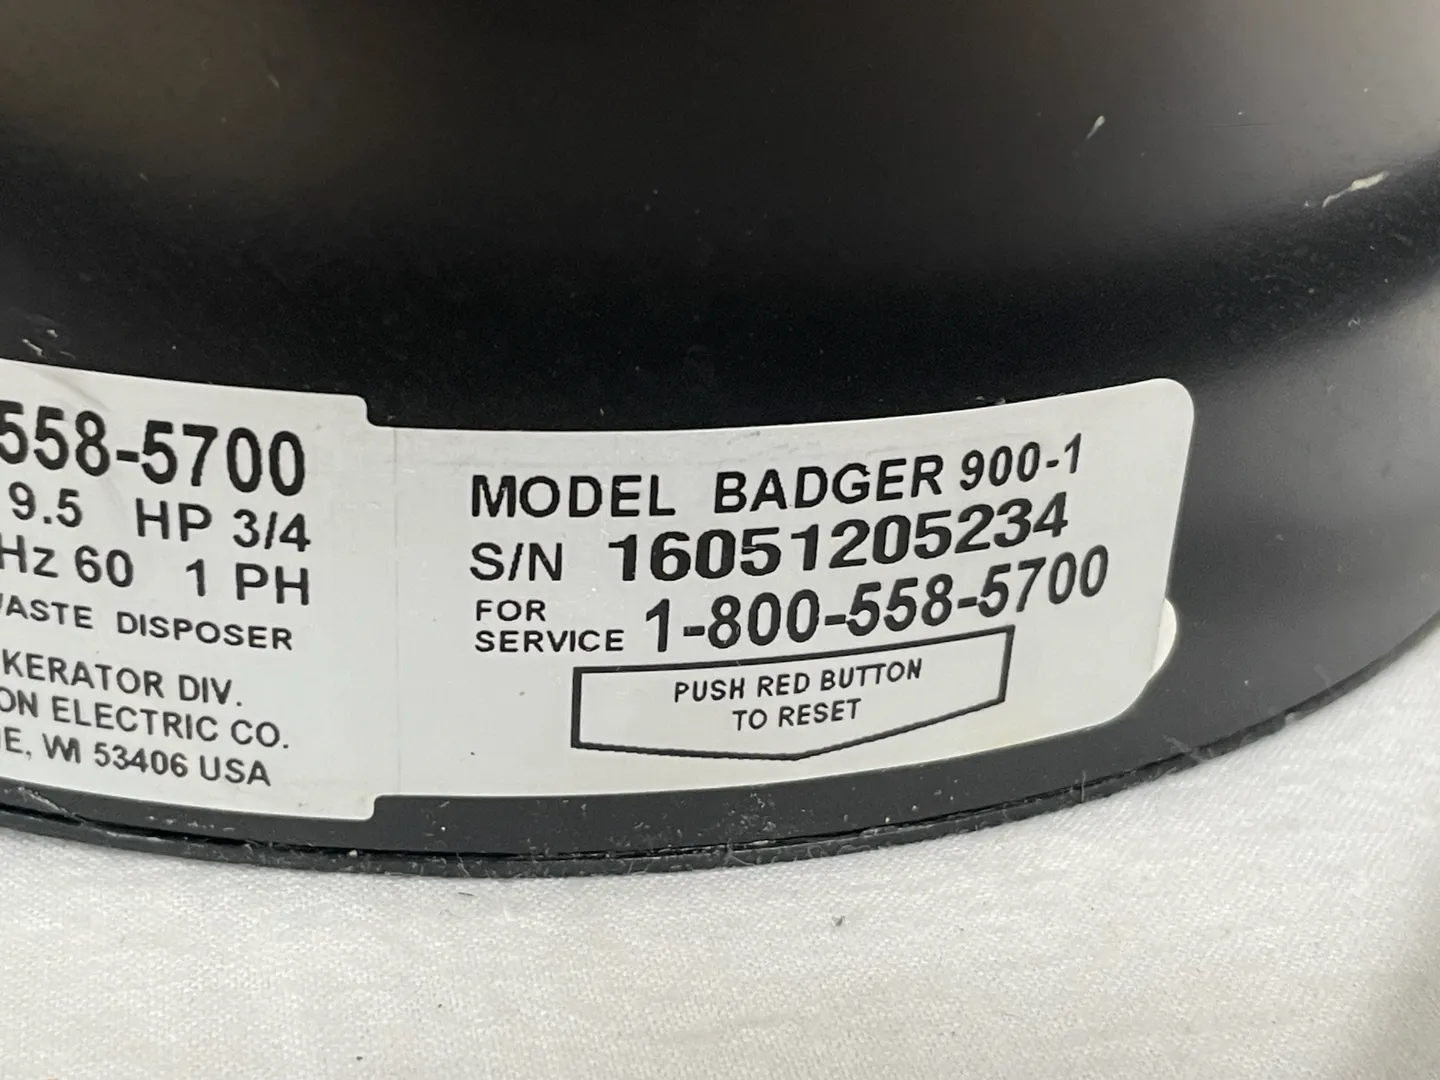 558-5700
9.5 HP 3/4
Hz 60 1 PH
ASTE DISPOSER
KERATOR DIV.
ON ELECTRIC CO.
E, WI 53406 USA
MODEL BADGER 900-1
S/N 16051205234
FOR SERVICE 1-800-558-5700
PUSH RED BUTTON
TO RESET